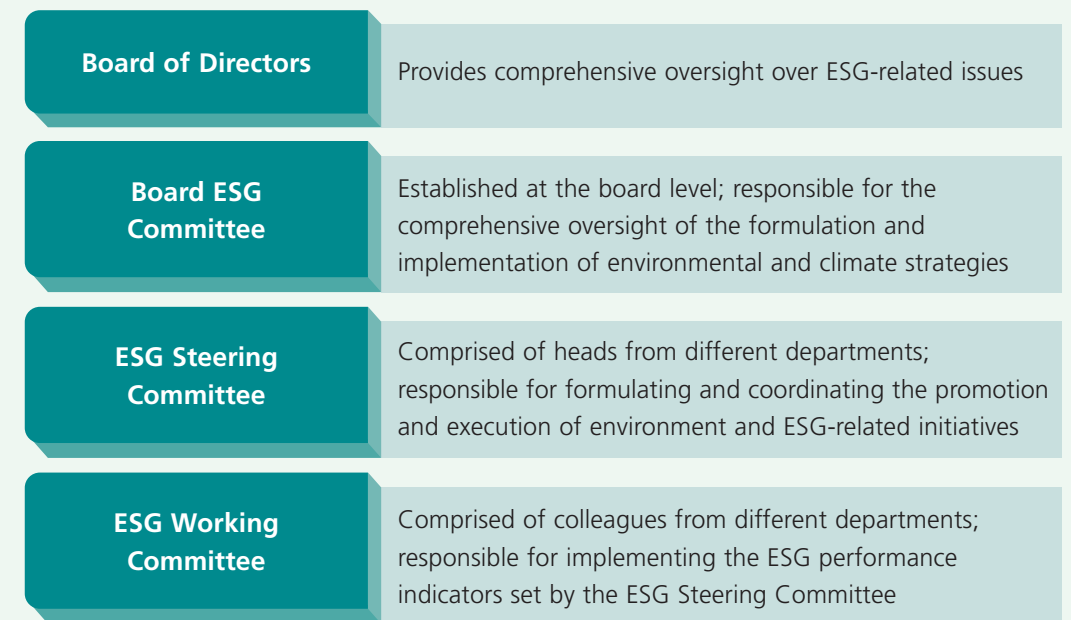 Board of Directors
Provides comprehensive oversight over ESG-related issues
Board ESG
Committee
Established at the board level; responsible for the
comprehensive oversight of the formulation and
implementation of environmental and climate strategies
ESG Steering
Committee
Comprised of heads from different departments;
responsible for formulating and coordinating the promotion
and execution of environment and ESG-related initiatives
ESG Working
Committee
Comprised of colleagues from different departments;
responsible for implementing the ESG performance
indicators set by the ESG Steering Committee